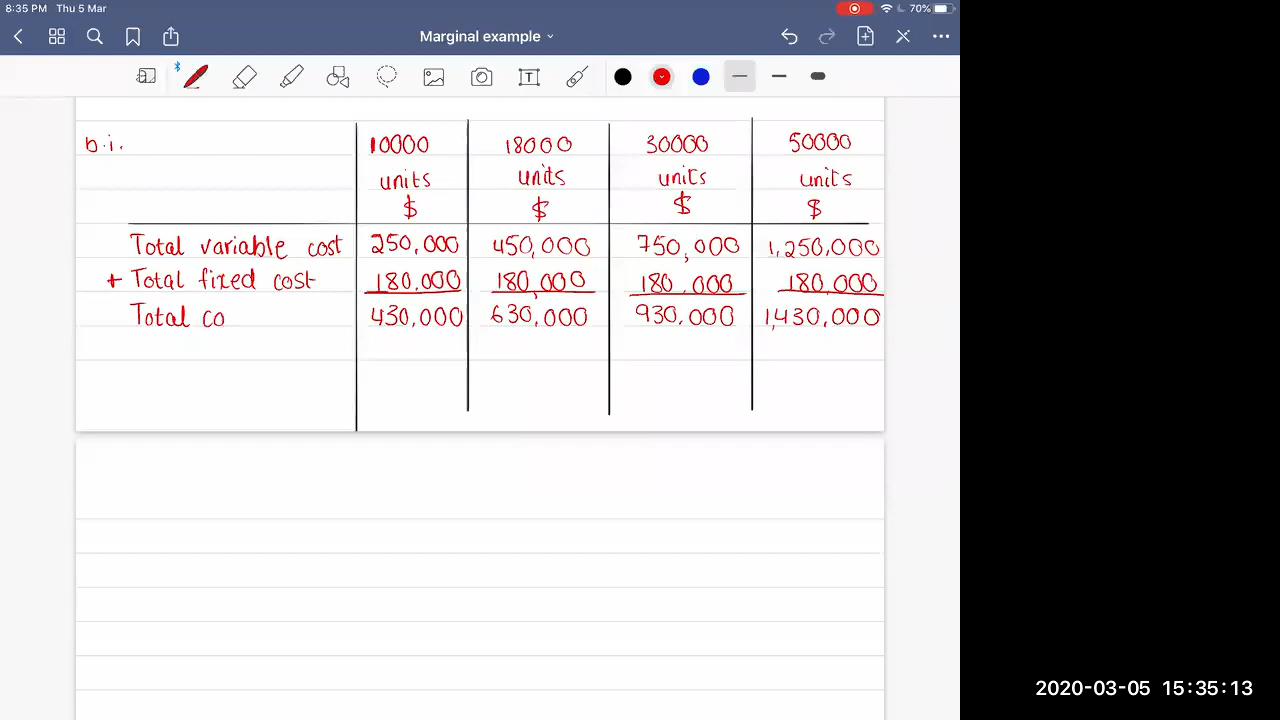 8:35 PM Thu 5 Mar 70%
Marginal example
T
b.i. 10000 18000 30000 50000
units units units units
$ $ $ $
Total variable cost 250,000 450,000 750,000 1,250,000
+ Total fixed cost 180,000 180,000 180,000 180,000
Total co 430,000 630,000 930,000 1,430,000
2020-03-05 15:35:13